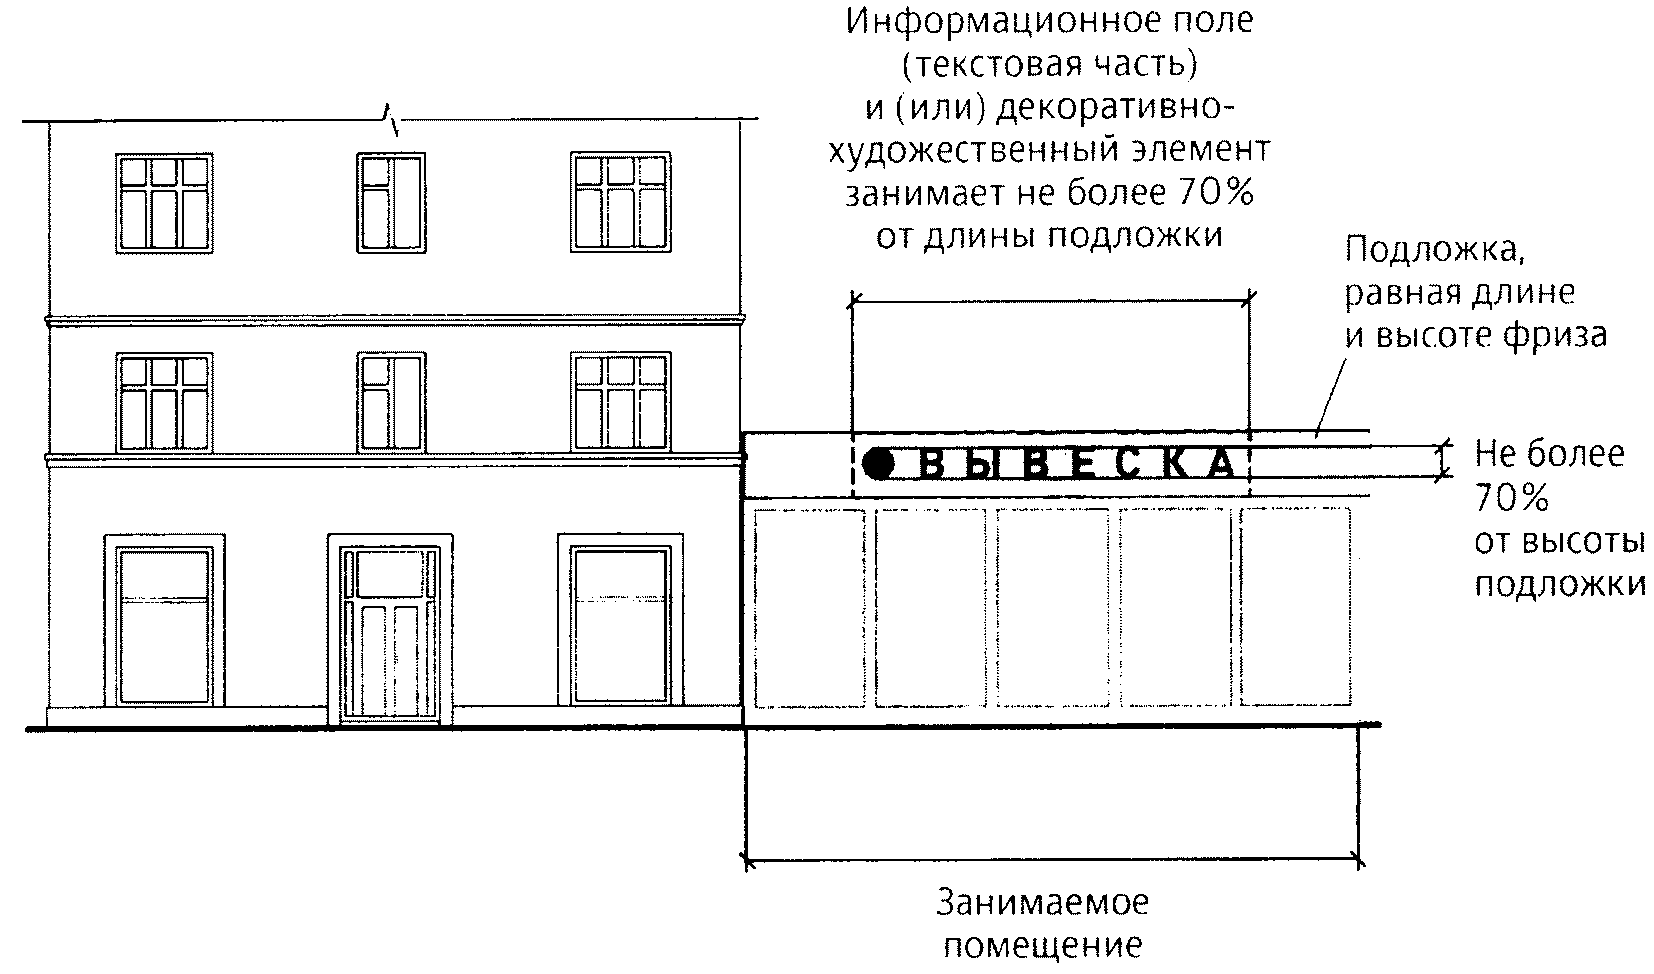 Информационное поле
(текстовая часть)
и (или) декоративно-
художественный элемент
занимает не более 70%
от длины подложки
Подложка,
равная длине
и высоте фриза
ВЫВЕСКА
Не более
70%
от высоты
подложки
Занимаемое
помещение